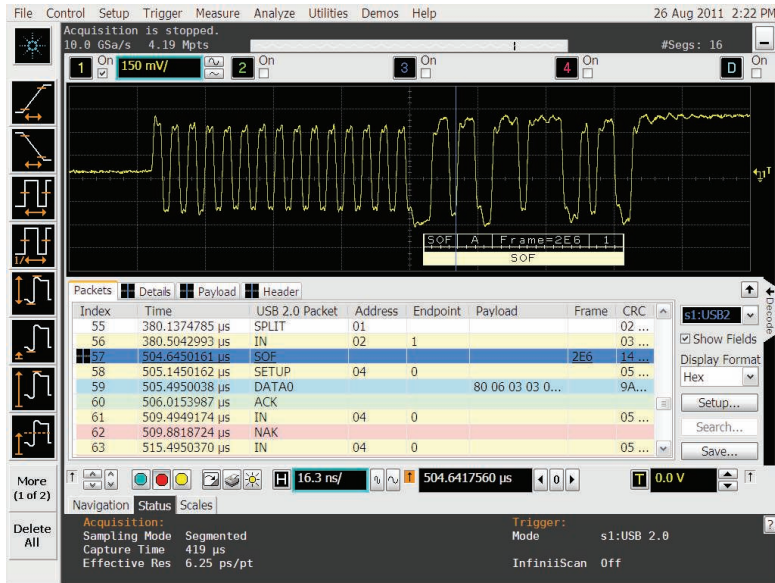 File Control Setup Trigger Measure Analyze Utilities Demos Help 26 Aug 2011 2:22 PM
Acquisition is stopped.
10.0 GSa/s 4.19 Mpts #Segs: 16
1 On 150 mV/ 2 On 3 On 4 On D On
T
SOF A Frame=2E6 1
SOF
Packets Details Payload Header
Decode
Index Time USB 2.0 Packet Address Endpoint Payload Frame CRC
55 380.1374785 µs SPLIT 01 02 ...
56 380.5042993 µs IN 02 1 03 ...
57 504.6450161 µs SOF 2E6 14 ...
58 505.1450162 µs SETUP 04 0 05 ...
59 505.4950038 µs DATA0 80 06 03 03 0... 9A...
60 506.0153987 µs ACK
61 509.4949174 µs IN 04 0 05 ...
62 509.8818724 µs NAK
63 515.4950370 µs IN 04 0 05 ...
s1:USB2
Show Fields
Display Format
Hex
Setup...
Search...
Save...
More
(1 of 2)
Delete
All
H 16.3 ns/ 504.6417560 µs 0 T 0.0 V
Navigation Status Scales
Acquisition: Trigger:
Sampling Mode Segmented Mode s1:USB 2.0
Capture Time 419 µs
Effective Res 6.25 ps/pt InfiniiScan Off
?